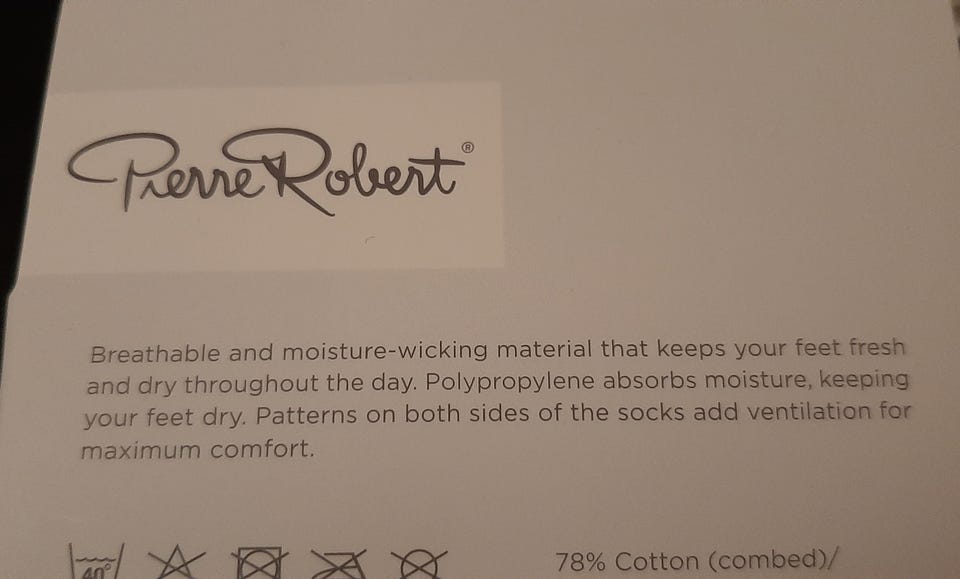 Pierre Robert®
Breathable and moisture-wicking material that keeps your feet fresh
and dry throughout the day. Polypropylene absorbs moisture, keeping
your feet dry. Patterns on both sides of the socks add ventilation for
maximum comfort.
40°
78% Cotton (combed)/